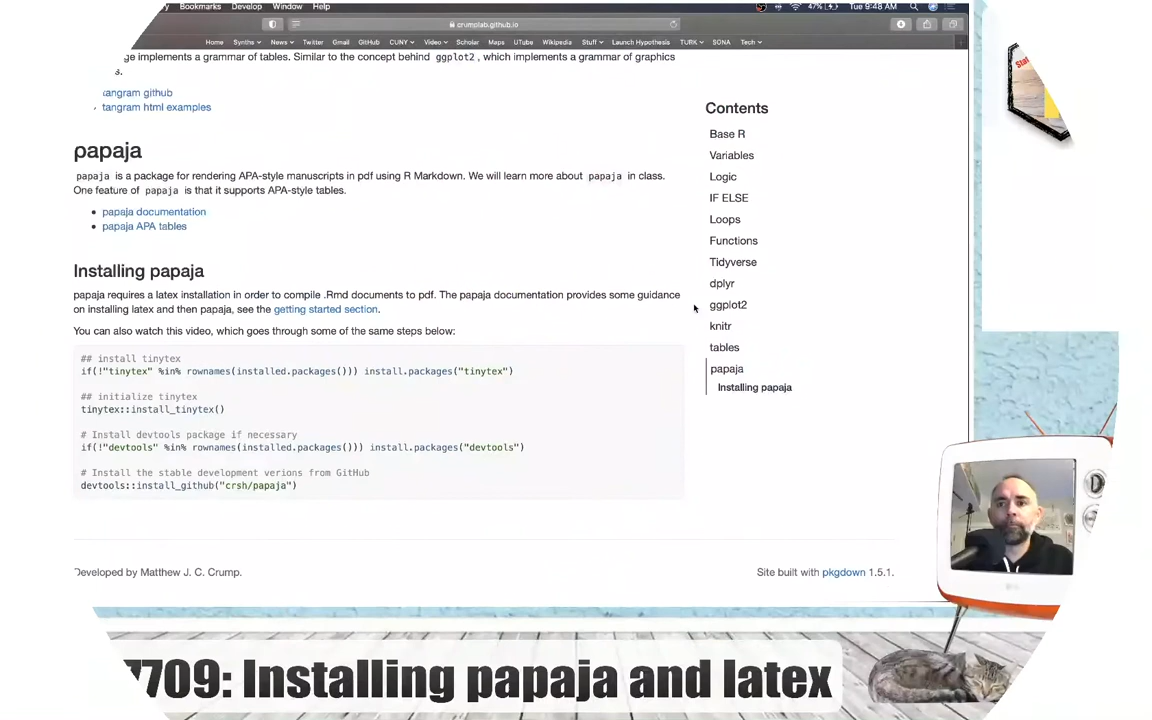 Bookmarks Develop Window Help 47% Tue 9:48 AM
crumplab.github.io
Home Synths News Twitter Gmail GitHub CUNY Video Scholar Maps UTube Wikipedia Stuff Launch Hypothesis TURK SONA Tech
ge implements a grammar of tables. Similar to the concept behind ggplot2, which implements a grammar of graphics
s.
tangram github
tangram html examples
papaja
papaja is a package for rendering APA-style manuscripts in pdf using R Markdown. We will learn more about papaja in class.
One feature of papaja is that it supports APA-style tables.
• papaja documentation
• papaja APA tables
Installing papaja
papaja requires a latex installation in order to compile .Rmd documents to pdf. The papaja documentation provides some guidance
on installing latex and then papaja, see the getting started section.
You can also watch this video, which goes through some of the same steps below:
## install tinytex
if(!"tinytex" %in% rownames(installed.packages())) install.packages("tinytex")
## initialize tinytex
tinytex::install_tinytex()
# Install devtools package if necessary
if(!"devtools" %in% rownames(installed.packages())) install.packages("devtools")
# Install the stable development verions from GitHub
devtools::install_github("crsh/papaja")
Contents
Base R
Variables
Logic
IF ELSE
Loops
Functions
Tidyverse
dplyr
ggplot2
knitr
tables
papaja
Installing papaja
Developed by Matthew J. C. Crump.
Site built with pkgdown 1.5.1.
7709: Installing papaja and latex